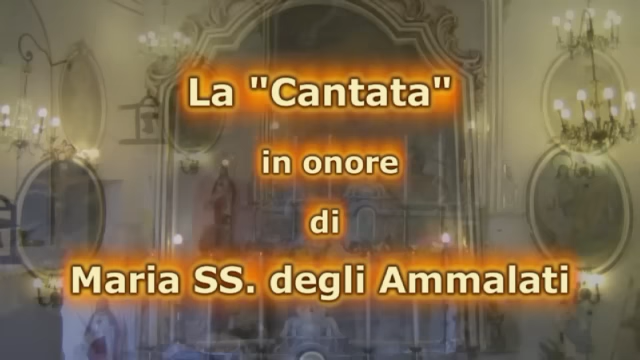 La "Cantata"
in onore
di
Maria SS. degli Ammalati